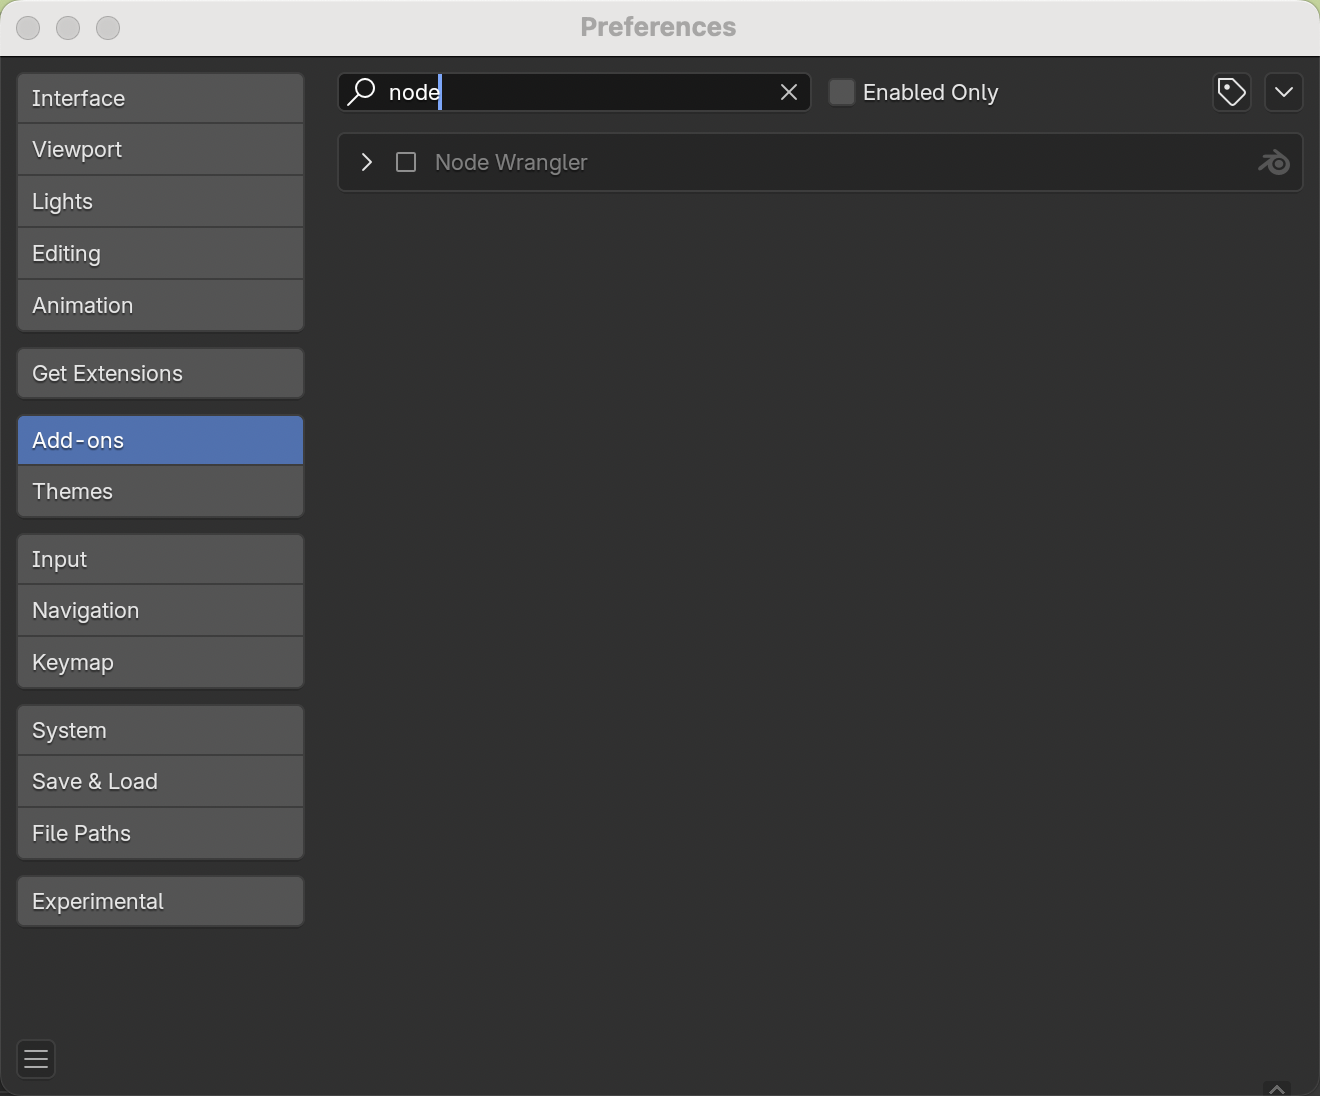 Preferences
Interface
Viewport
Lights
Editing
Animation
Get Extensions
Add-ons
Themes
Input
Navigation
Keymap
System
Save & Load
File Paths
Experimental
node
Enabled Only
Node Wrangler